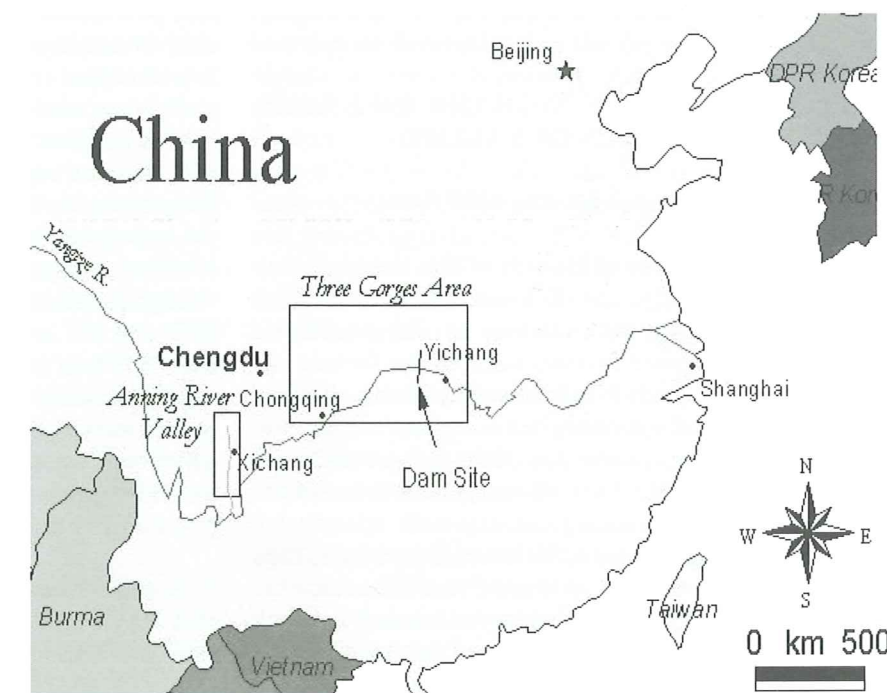 Beijing
DPR Korea
China
R Kor
Yangtze R.
Three Gorges Area
Yichang
Chengdu
Shanghai
Anning River
Valley
Chongqing
Xichang
Dam Site
N
W
E
S
Burma
Taiwan
Vietnam
0 km 500